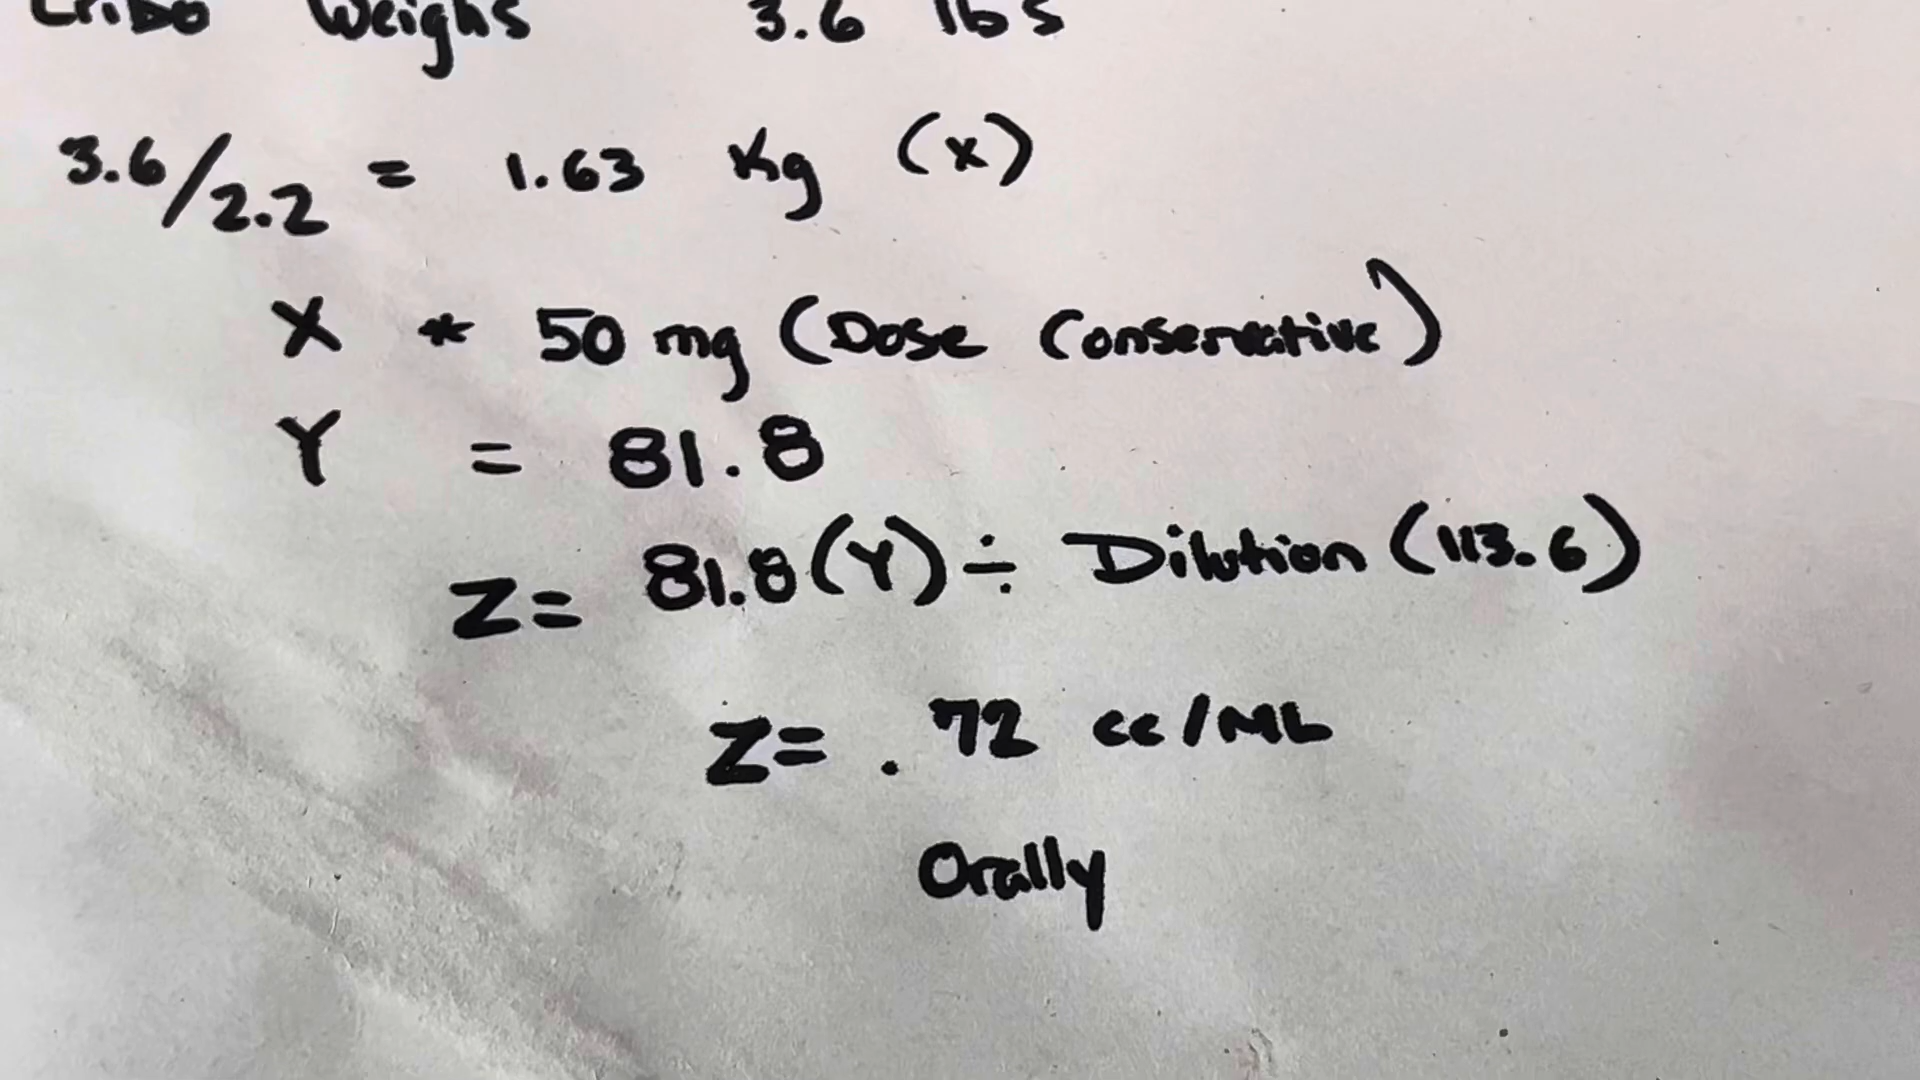 Cribo Weighs 3.6 lbs
3.6/2.2 = 1.63 Kg (X)
X * 50 mg (Dose Conservative)
Y = 81.8
Z= 81.8 (Y) ÷ Dilution (113.6)
Z= .72 cc/ML
Orally